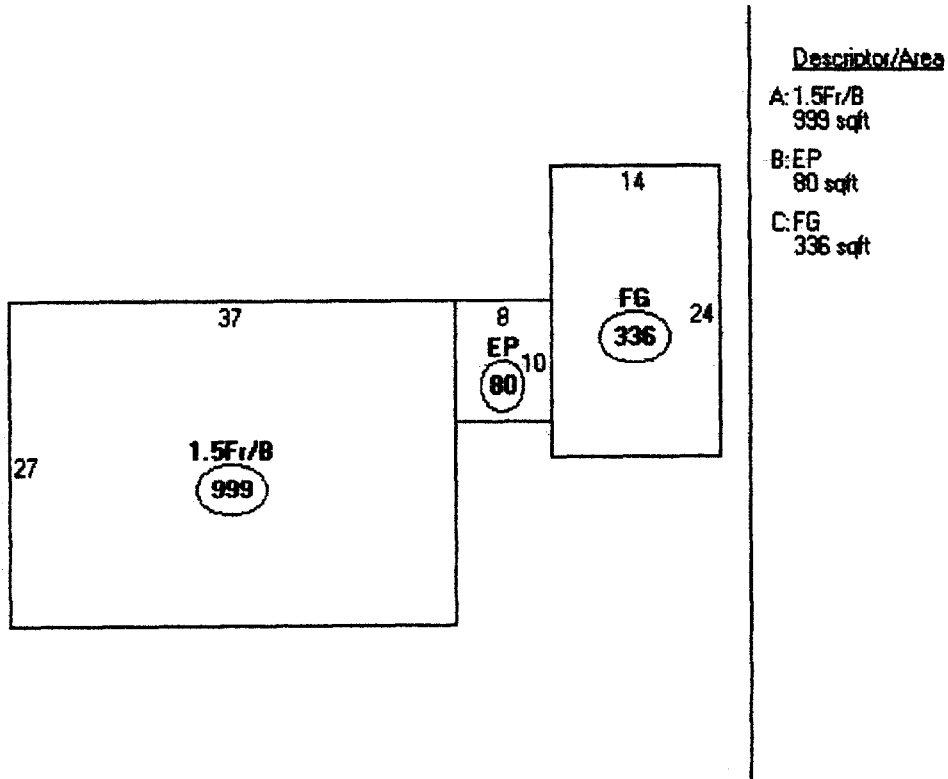 Descriptor/Area
A:1.5Fr/B
999 sqft
B:EP
80 sqft
C:FG
336 sqft
14
FG
336
24
37
8
EP
10
80
1.5Fr/B
27
999